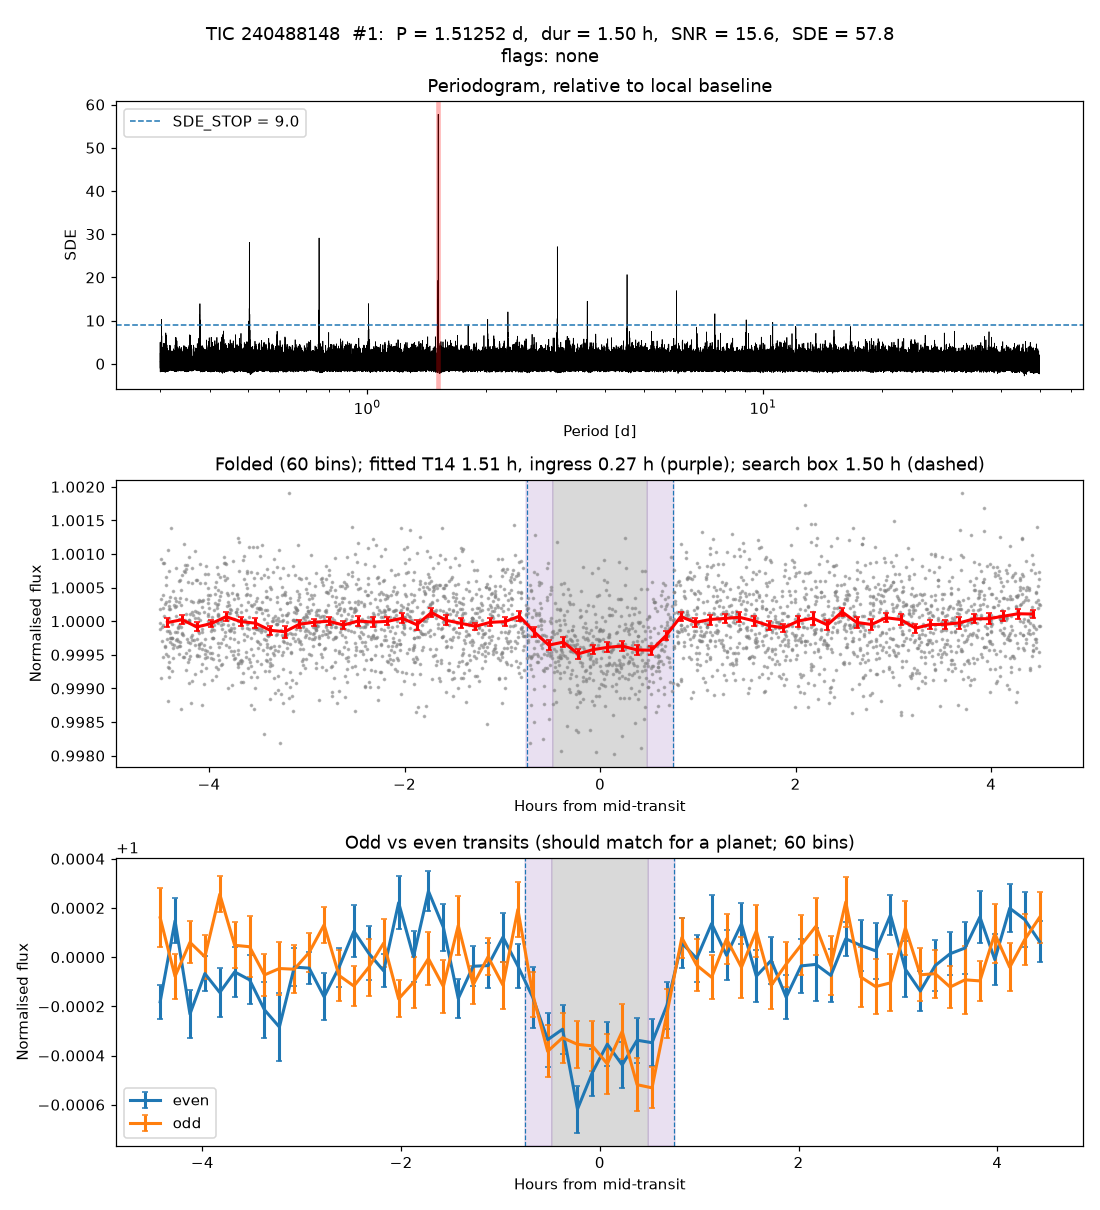 TIC 240488148 #1: P = 1.51252 d, dur = 1.50 h, SNR = 15.6, SDE = 57.8
flags: none
Periodogram, relative to local baseline
SDE_STOP = 9.0
60
50
40
30
20
10
0
SDE
10⁰
10¹
Period [d]
Folded (60 bins); fitted T14 1.51 h, ingress 0.27 h (purple); search box 1.50 h (dashed)
1.0020
1.0015
1.0010
1.0005
1.0000
0.9995
0.9990
0.9985
0.9980
Normalised flux
−4
−2
0
2
4
Hours from mid-transit
Odd vs even transits (should match for a planet; 60 bins)
+1
0.0004
0.0002
0.0000
−0.0002
−0.0004
−0.0006
Normalised flux
even
odd
−4
−2
0
2
4
Hours from mid-transit